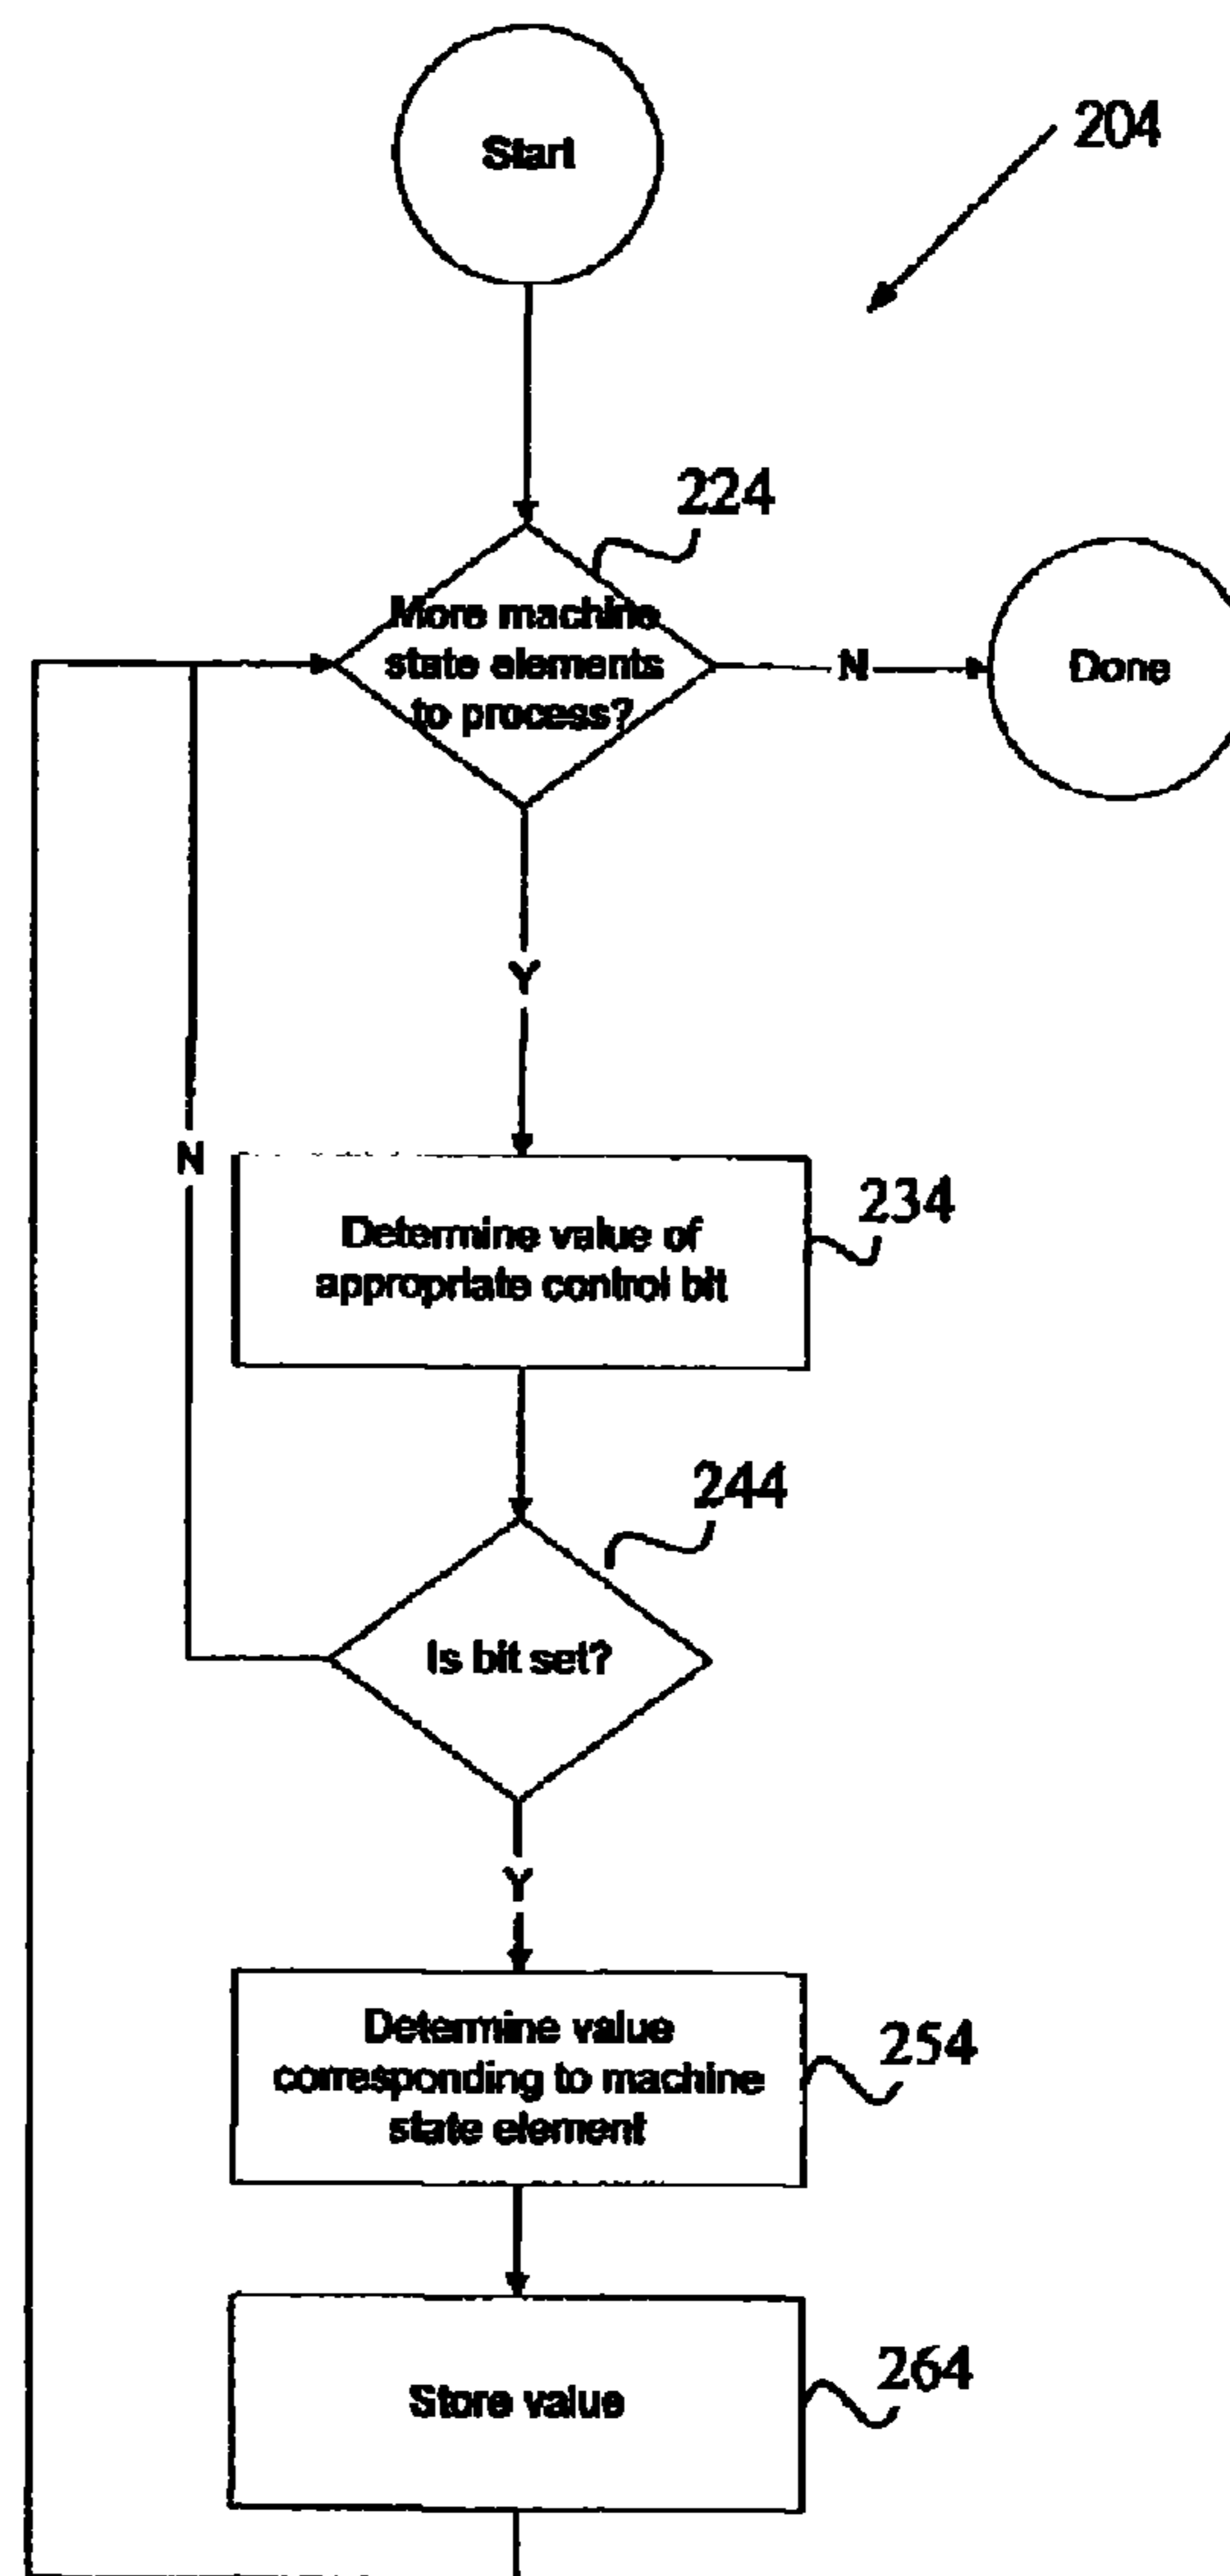 Start
204
224
More machine
state elements
to process?
N
Done
Y
N
234
Determine value of
appropriate control bit
244
Is bit set?
Y
254
Determine value
corresponding to machine
state element
264
Store value